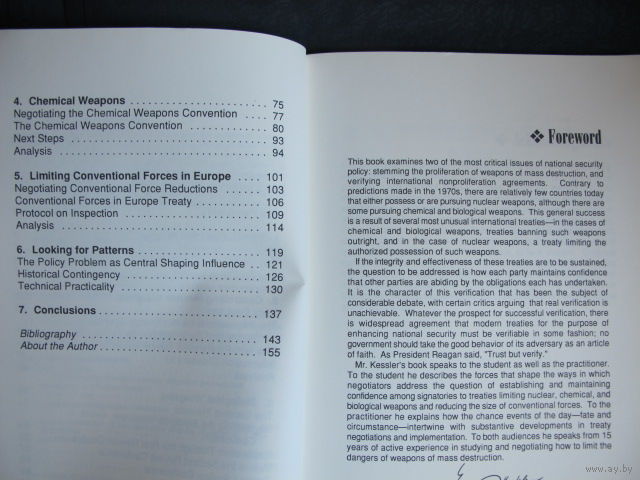 4. Chemical Weapons . . . . . . . . . . . . . . . . . . . . 75
Negotiating the Chemical Weapons Convention . . . . 77
The Chemical Weapons Convention . . . . . . . . . . . . 80
Next Steps . . . . . . . . . . . . . . . . . . . . . . . . . . . . . 93
Analysis . . . . . . . . . . . . . . . . . . . . . . . . . . . . . . . 94
5. Limiting Conventional Forces in Europe . . . . 101
Negotiating Conventional Force Reductions . . . . . . 103
Conventional Forces in Europe Treaty . . . . . . . . . . 106
Protocol on Inspection . . . . . . . . . . . . . . . . . . . . 109
Analysis . . . . . . . . . . . . . . . . . . . . . . . . . . . . . . 114
6. Looking for Patterns . . . . . . . . . . . . . . . . . . 119
The Policy Problem as Central Shaping Influence . . 121
Historical Contingency . . . . . . . . . . . . . . . . . . . . 126
Technical Practicality . . . . . . . . . . . . . . . . . . . . . 130
7. Conclusions . . . . . . . . . . . . . . . . . . . . . . . . 137
Bibliography . . . . . . . . . . . . . . . . . . . . . . . . . . . 143
About the Author . . . . . . . . . . . . . . . . . . . . . . . . 155
❖ Foreword
This book examines two of the most critical issues of national security
policy: stemming the proliferation of weapons of mass destruction, and
verifying international nonproliferation agreements. Contrary to
predictions made in the 1970s, there are relatively few countries today
that either possess or are pursuing nuclear weapons, although there are
some pursuing chemical and biological weapons. This general success
is a result of several most unusual international treaties—in the cases of
chemical and biological weapons, treaties banning such weapons
outright, and in the case of nuclear weapons, a treaty limiting the
authorized possession of such weapons.
If the integrity and effectiveness of these treaties are to be sustained,
the question to be addressed is how each party maintains confidence
that other parties are abiding by the obligations each has undertaken.
It is the character of this verification that has been the subject of
considerable debate, with certain critics arguing that real verification is
unachievable. Whatever the prospect for successful verification, there
is widespread agreement that modern treaties for the purpose of
enhancing national security must be verifiable in some fashion; no
government should take the good behavior of its adversary as an article
of faith. As President Reagan said, "Trust but verify."
Mr. Kessler's book speaks to the student as well as the practitioner.
To the student he describes the forces that shape the ways in which
negotiators address the question of establishing and maintaining
confidence among signatories to treaties limiting nuclear, chemical, and
biological weapons and reducing the size of conventional forces. To the
practitioner he explains how the chance events of the day—fate and
circumstance—intertwine with substantive developments in treaty
negotiations and implementation. To both audiences he speaks from 15
years of active experience in studying and negotiating how to limit the
dangers of weapons of mass destruction.
www.ay.by